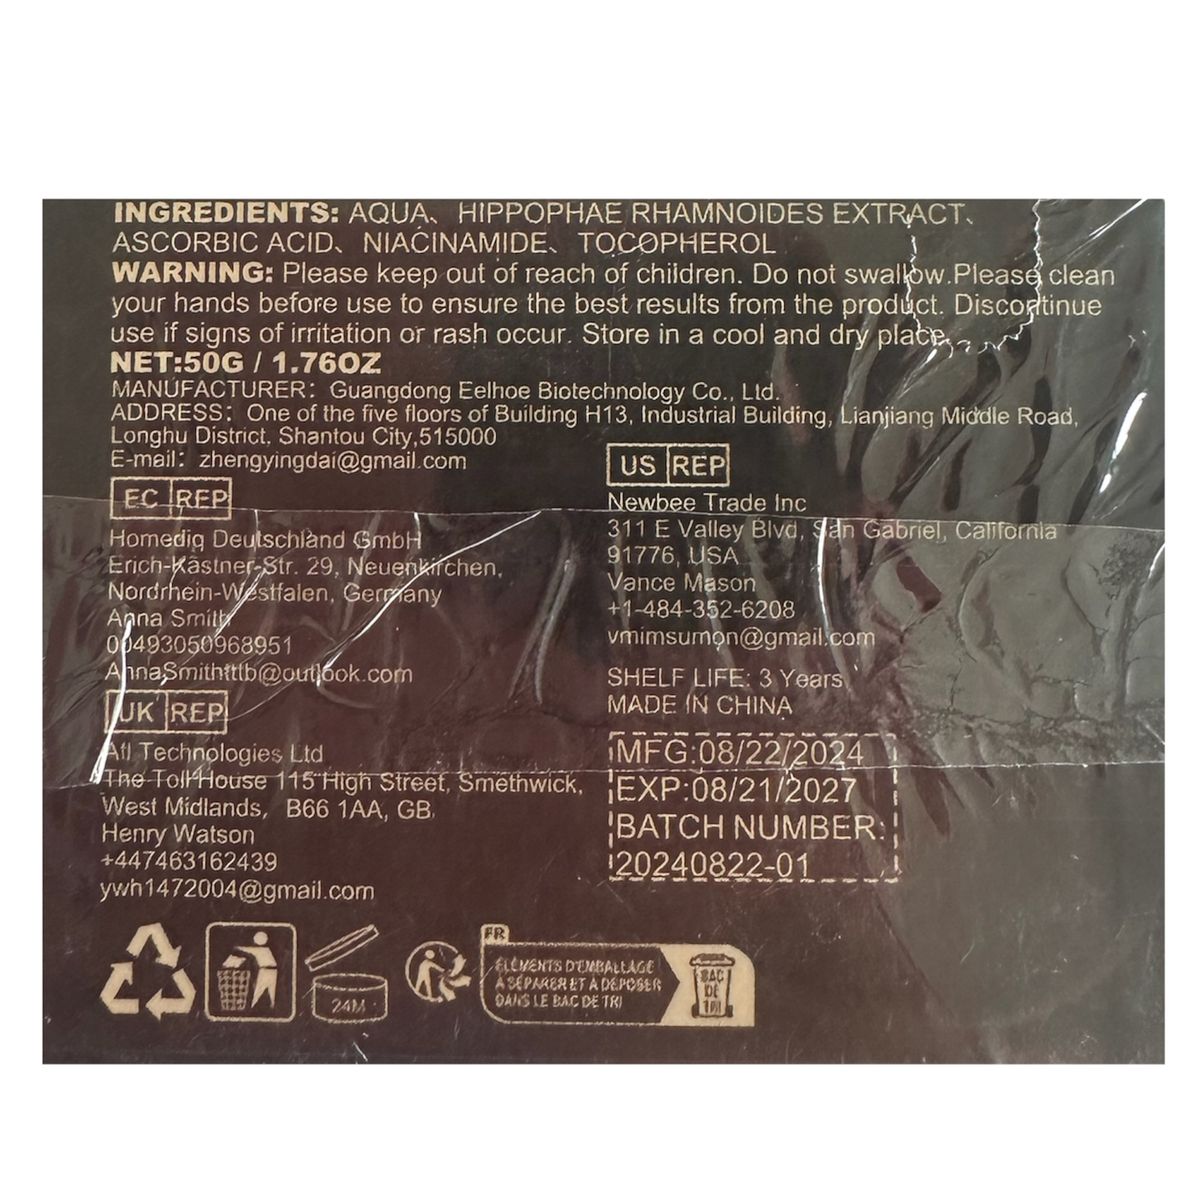 INGREDIENTS: AQUA、 HIPPOPHAE RHAMNOIDES EXTRACT、
ASCORBIC ACID、 NIACINAMIDE、 TOCOPHEROL
WARNING: Please keep out of reach of children. Do not swallow.Please clean
your hands before use to ensure the best results from the product. Discontinue
use if signs of irritation or rash occur. Store in a cool and dry place.
NET:50G / 1.76OZ
MANUFACTURER：Guangdong Eelhoe Biotechnology Co., Ltd.
ADDRESS：One of the five floors of Building H13, Industrial Building, Lianjiang Middle Road,
Longhu District, Shantou City,515000
E-mail：zhengyingdai@gmail.com
EC REP
Homedig Deutschland GmbH
Erich-Kästner-Str. 29, Neuenkirchen,
Nordrhein-Westfalen, Germany
Anna Smith
00493050968951
AnnaSmithtttb@outlook.com
UK REP
Afl Technologies Ltd
The Toll House 115 High Street, Smethwick,
West Midlands, B66 1AA, GB
Henry Watson
+447463162439
ywh1472004@gmail.com
US REP
Newbee Trade Inc
311 E Valley Blvd, San Gabriel, California
91776, USA
Vance Mason
+1-484-352-6208
vmimsumon@gmail.com
SHELF LIFE: 3 Years
MADE IN CHINA
MFG:08/22/2024
EXP:08/21/2027
BATCH NUMBER:
20240822-01
24M
FR
ÉLÉMENTS D'EMBALLAGE
À SÉPARER ET À DÉPOSER
DANS LE BAC DE TRI
BAC
DE
TRI